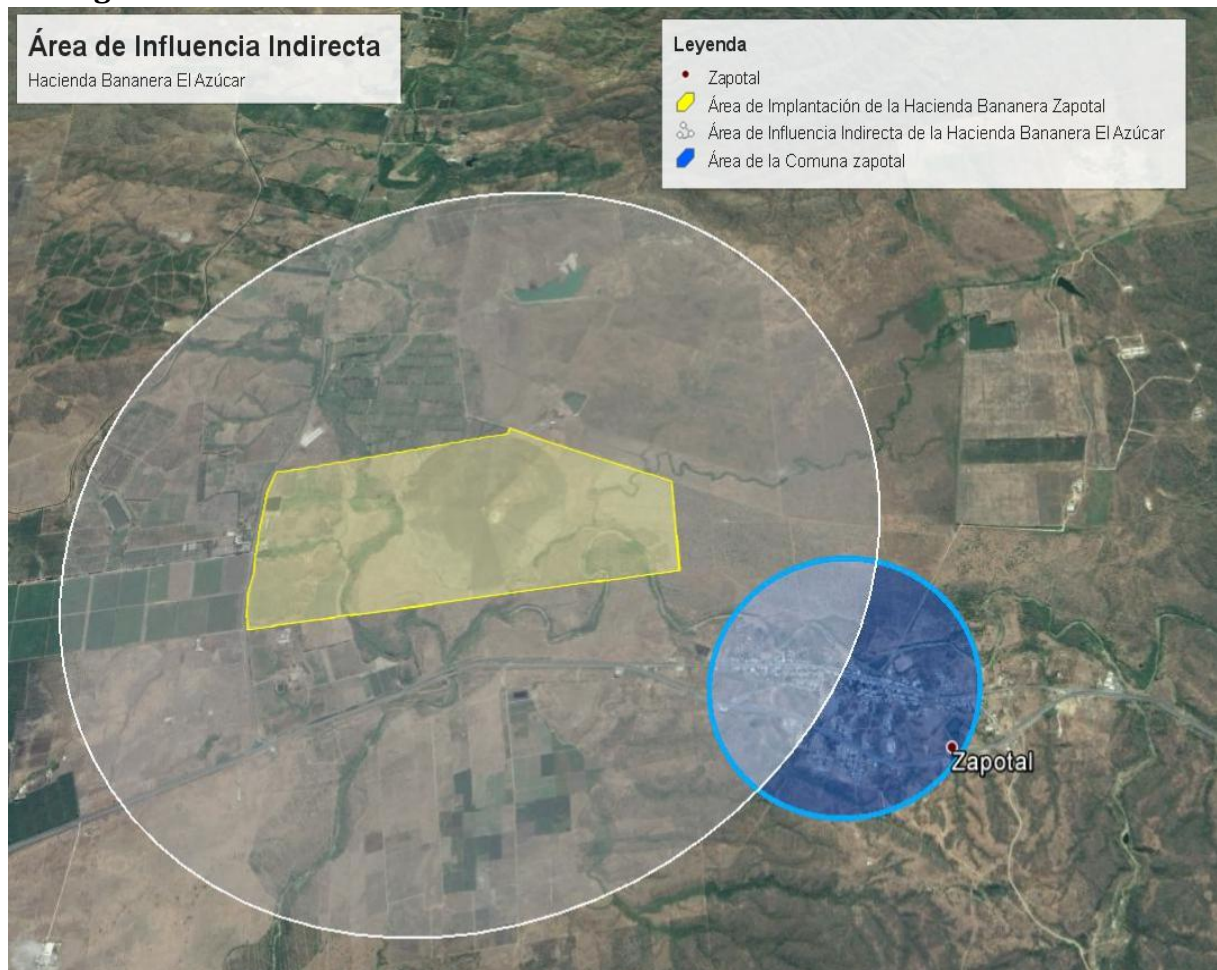 Área de Influencia Indirecta
Hacienda Bananera El Azúcar
Leyenda
Zapotal
Área de Implantación de la Hacienda Bananera Zapotal
Área de Influencia Indirecta de la Hacienda Bananera El Azúcar
Área de la Comuna zapotal
Zapotal